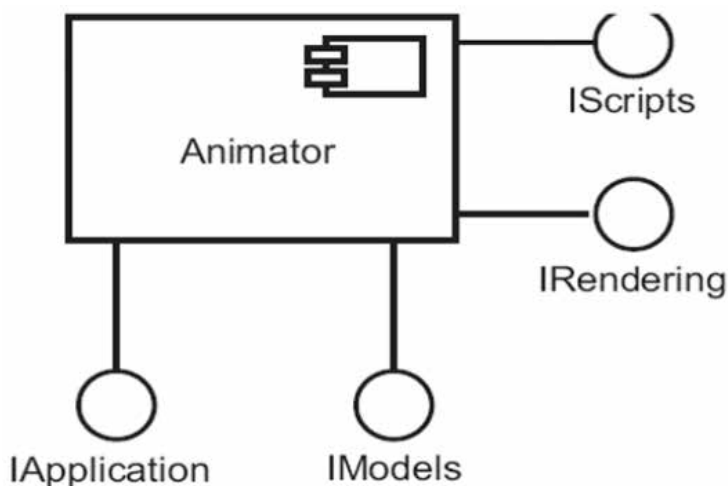 IScripts
Animator
IRendering
IApplication
IModels